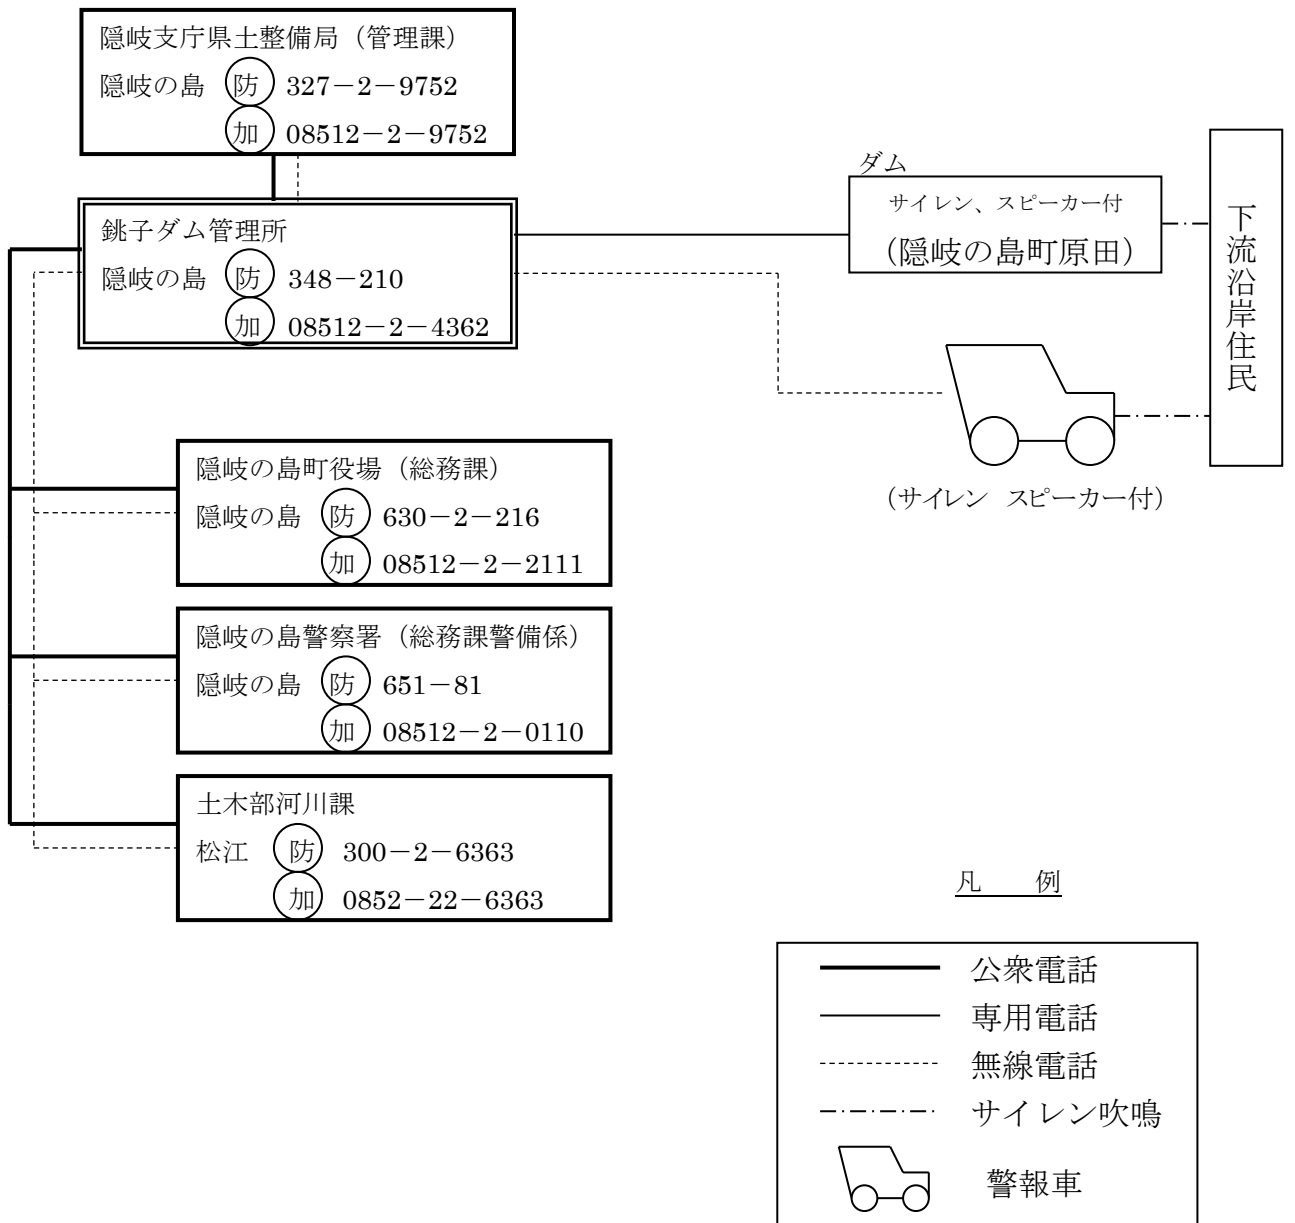 隠岐支庁県土整備局（管理課）
隠岐の島 防 327－2－9752
加 08512－2－9752
銚子ダム管理所
隠岐の島 防 348－210
加 08512－2－4362
ダム
サイレン、スピーカー付
（隠岐の島町原田）
下流沿岸住民
（サイレン スピーカー付）
隠岐の島町役場（総務課）
隠岐の島 防 630－2－216
加 08512－2－2111
隠岐の島警察署（総務課警備係）
隠岐の島 防 651－81
加 08512－2－0110
土木部河川課
松江 防 300－2－6363
加 0852－22－6363
凡 例
公衆電話
専用電話
無線電話
サイレン吹鳴
警報車